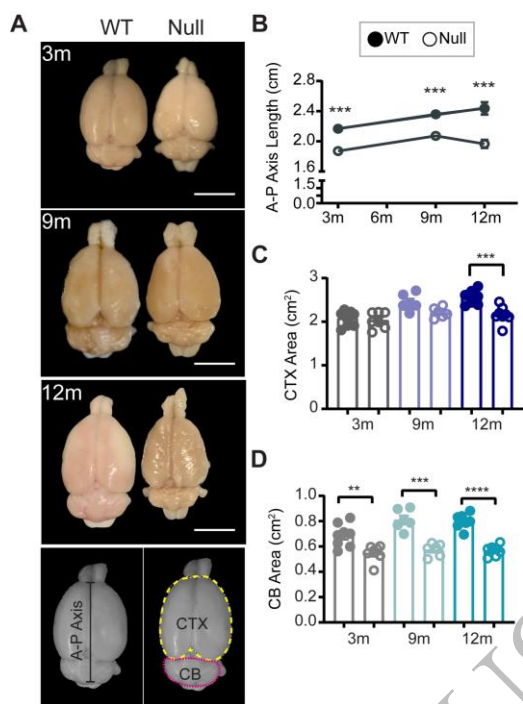 A
WT
Null
3m
9m
12m
A-P Axis
CTX
CB
B
WT
Null
A-P Axis Length (cm)
2.8
2.4
2.0
1.6
1.5
0.0
***
***
***
3m
6m
9m
12m
C
CTX Area (cm²)
3
2
1
0
***
3m
9m
12m
D
CB Area (cm²)
1.0
0.8
0.6
0.4
0.2
0.0
**
***
****
3m
9m
12m